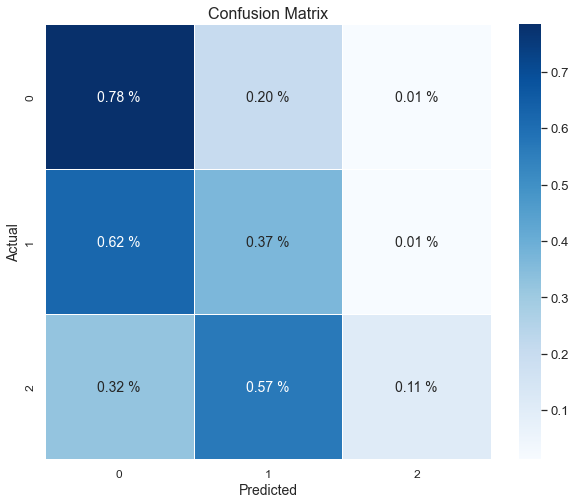 Confusion Matrix
0.78 % 0.20 % 0.01 %
0.62 % 0.37 % 0.01 %
0.32 % 0.57 % 0.11 %
0
1
2
Actual
0 1 2
Predicted
0.7
0.6
0.5
0.4
0.3
0.2
0.1